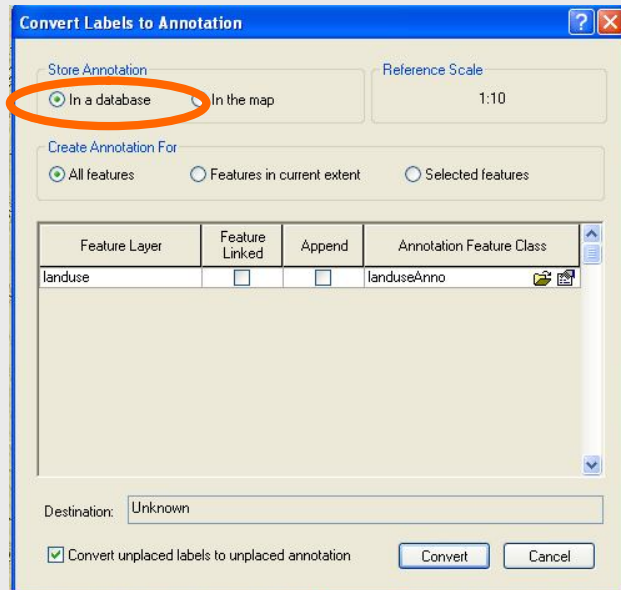 Convert Labels to Annotation
Store Annotation
In a database
In the map
Reference Scale
1:10
Create Annotation For
All features
Features in current extent
Selected features
Feature Layer
Feature Linked
Append
Annotation Feature Class
landuse
landuseAnno
Destination:
Unknown
Convert unplaced labels to unplaced annotation
Convert
Cancel